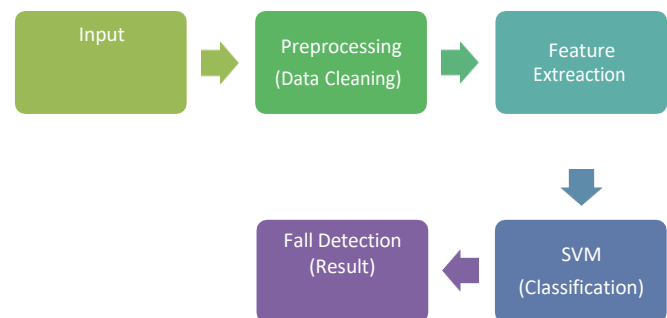 Input
Preprocessing
(Data Cleaning)
Feature
Extreaction
SVM
(Classification)
Fall Detection
(Result)